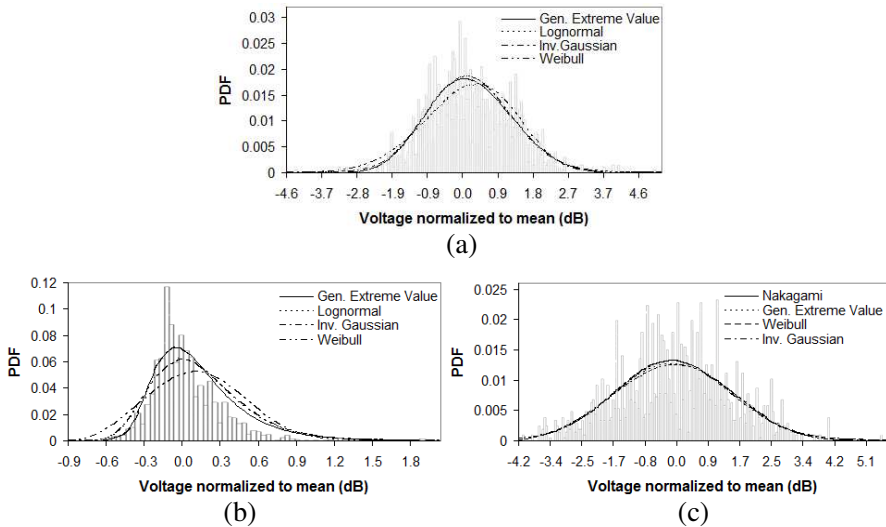 0.03
0.025
0.02
0.015
0.01
0.005
0
PDF
Gen. Extreme Value
Lognormal
Inv.Gaussian
Weibull
-4.6 -3.7 -2.8 -1.9 -0.9 0.0 0.9 1.8 2.7 3.7 4.6
Voltage normalized to mean (dB)
(a)
0.12
0.1
0.08
0.06
0.04
0.02
0
PDF
Gen. Extreme Value
Lognormal
Inv. Gaussian
Weibull
-0.9 -0.6 -0.3 0.0 0.3 0.6 0.9 1.2 1.8
Voltage normalized to mean (dB)
(b)
0.025
0.02
0.015
0.01
0.005
0
PDF
Nakagami
Gen. Extreme Value
Weibull
Inv. Gaussian
-4.2 -3.4 -2.5 -1.6 -0.8 0.0 0.9 1.7 2.5 3.4 4.2 5.1
Voltage normalized to mean (dB)
(c)